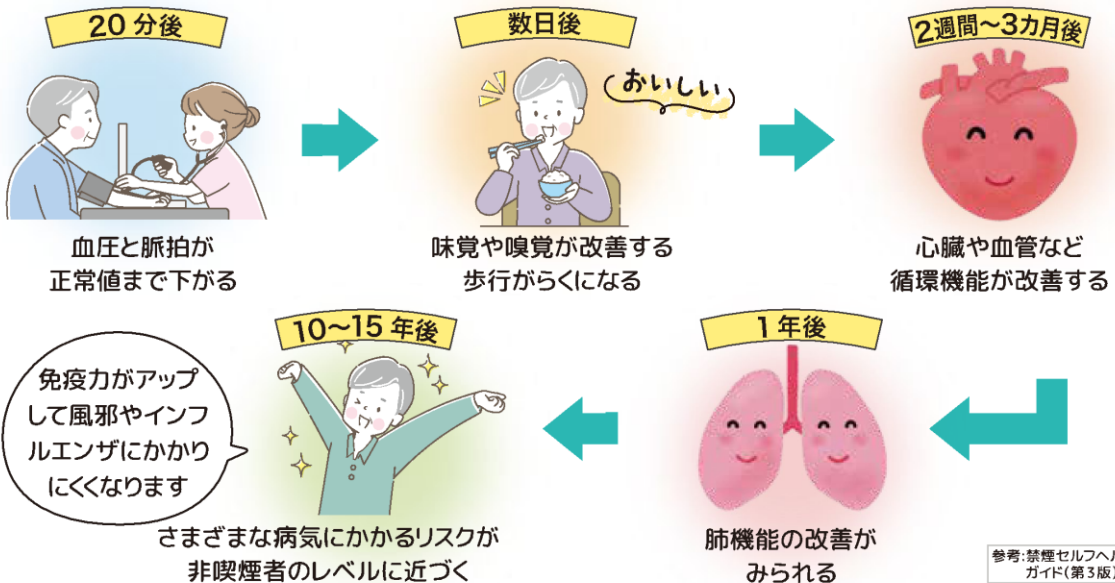 20分後
血圧と脈拍が
正常値まで下がる
数日後
おいしい
味覚や嗅覚が改善する
歩行がらくになる
2週間~3カ月後
心臓や血管など
循環機能が改善する
1年後
肺機能の改善が
みられる
10~15年後
さまざまな病気にかかるリスクが
非喫煙者のレベルに近づく
免疫力がアップ
して風邪やインフ
ルエンザにかかり
にくくなります
参考:禁煙セルフヘル
ガイド(第3版)